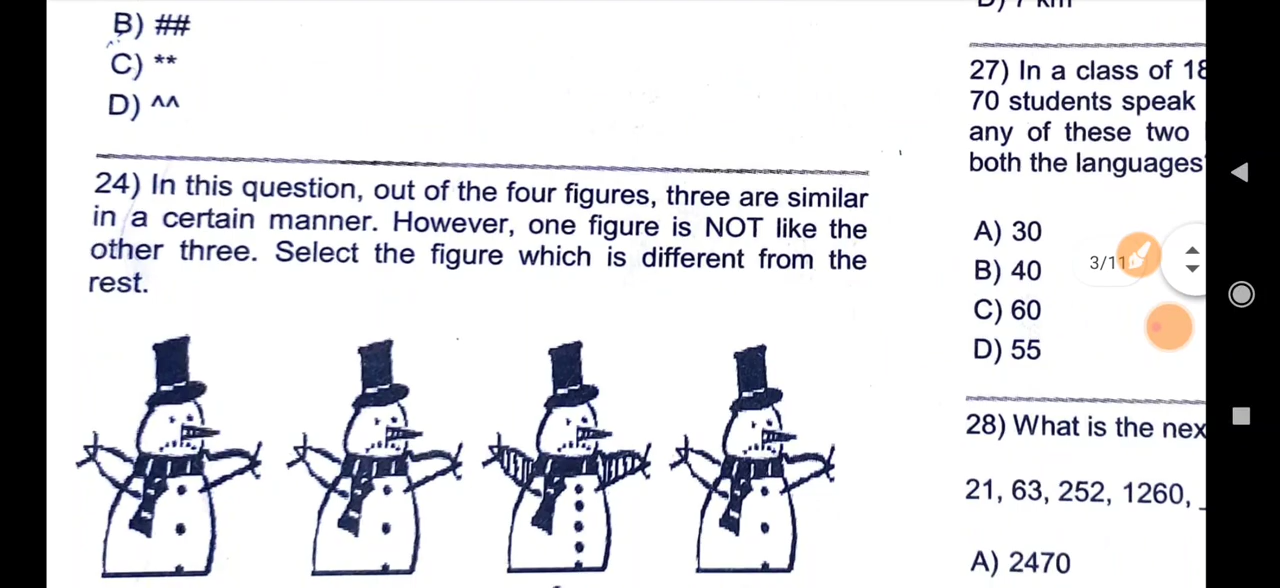 B) ##
C) **
D) ^^
24) In this question, out of the four figures, three are similar
in a certain manner. However, one figure is NOT like the
other three. Select the figure which is different from the
rest.
27) In a class of 18
70 students speak
any of these two
both the languages
A) 30
B) 40
C) 60
D) 55
3/11
28) What is the nex
21, 63, 252, 1260, _
A) 2470